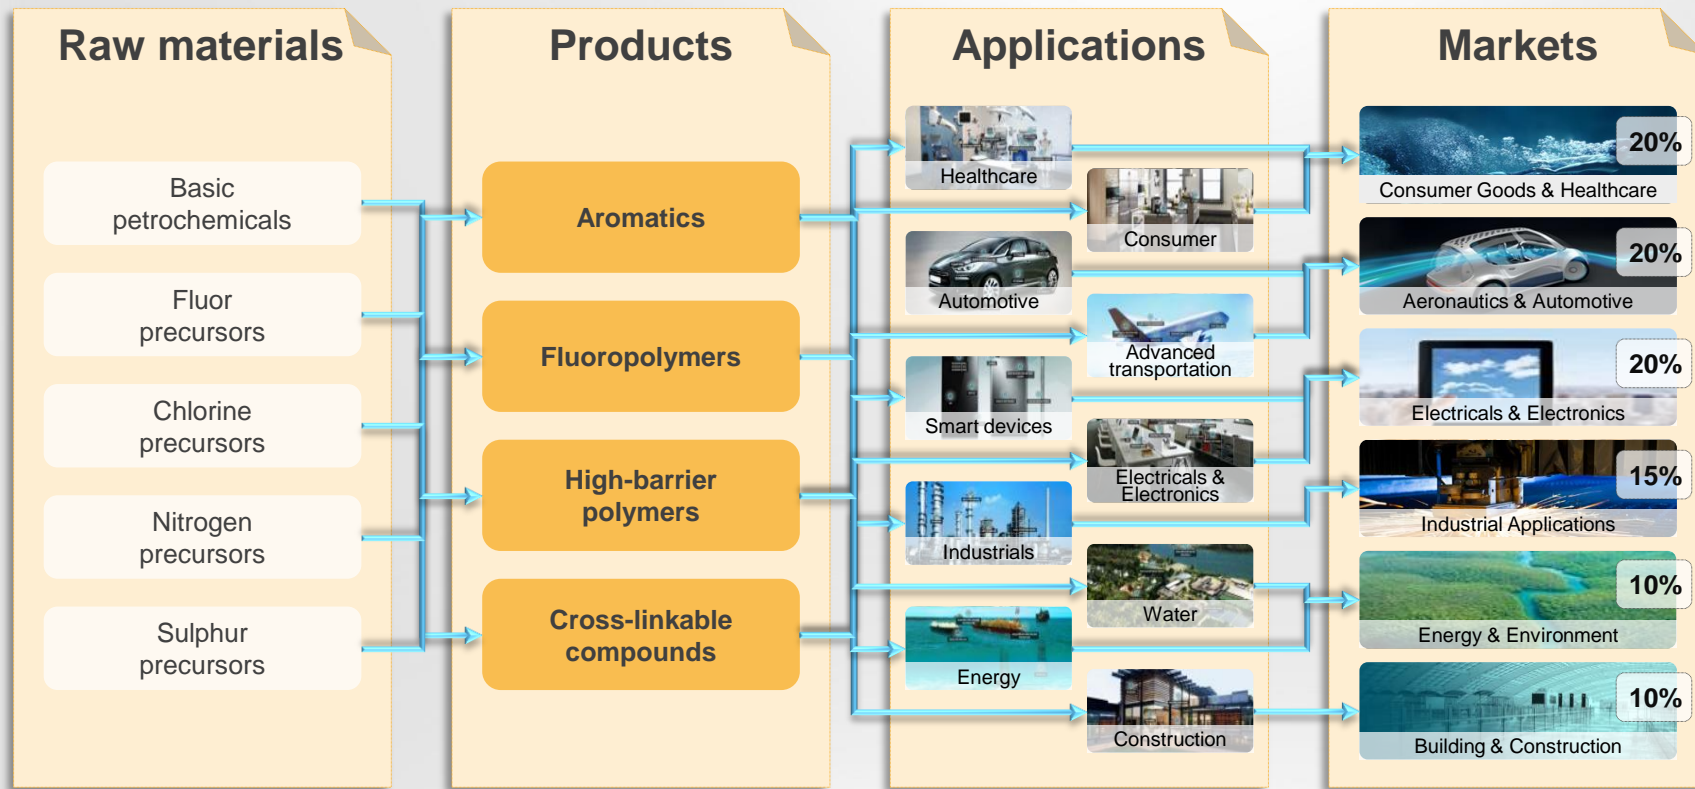 Raw materials
Basic
petrochemicals
Fluor
precursors
Chlorine
precursors
Nitrogen
precursors
Sulphur
precursors
Products
Aromatics
Fluoropolymers
High-barrier
polymers
Cross-linkable
compounds
Applications
Healthcare
Consumer
Automotive
Advanced
transportation
Smart devices
Electricals &
Electronics
Industrials
Water
Energy
Construction
Markets
20%
Consumer Goods & Healthcare
20%
Aeronautics & Automotive
20%
Electricals & Electronics
15%
Industrial Applications
10%
Energy & Environment
10%
Building & Construction